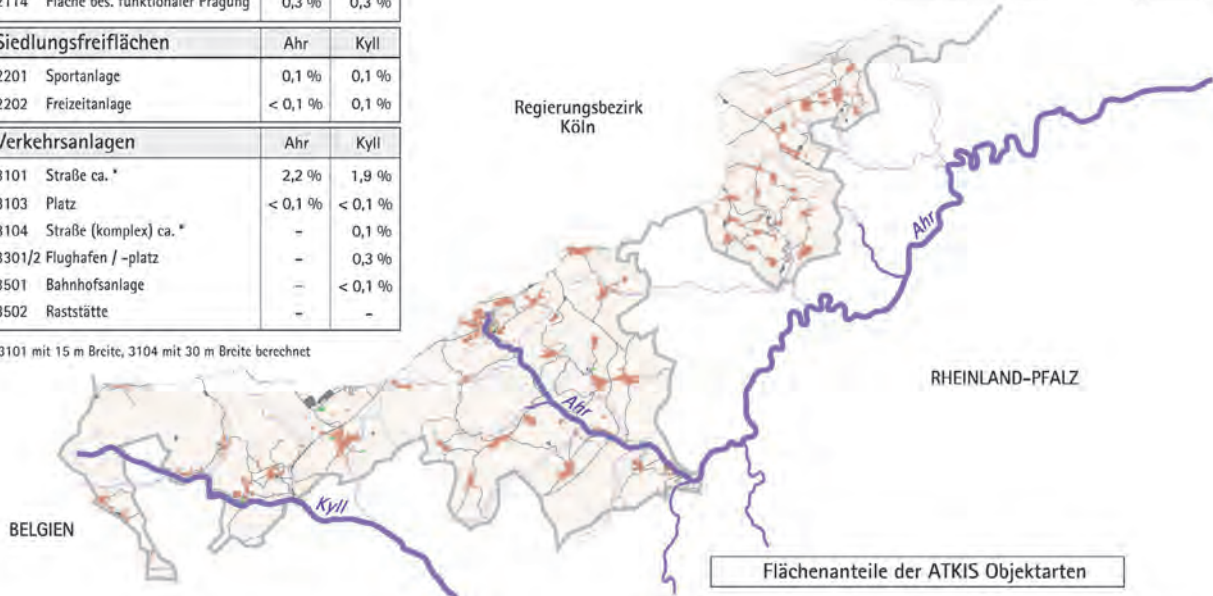 2114 Fläche bes. funktionaler Prägung 0,3 % 0,3 %
Siedlungsfreiflächen Ahr Kyll
2201 Sportanlage 0,1 % 0,1 %
2202 Freizeitanlage < 0,1 % 0,1 %
Verkehrsanlagen Ahr Kyll
3101 Straße ca. * 2,2 % 1,9 %
3103 Platz < 0,1 % < 0,1 %
3104 Straße (komplex) ca. * – 0,1 %
3301/2 Flughafen / -platz – 0,3 %
3501 Bahnhofsanlage – < 0,1 %
3502 Raststätte – –
3101 mit 15 m Breite, 3104 mit 30 m Breite berechnet
Regierungsbezirk
Köln
Ahr
RHEINLAND-PFALZ
Ahr
Kyll
BELGIEN
Flächenanteile der ATKIS Objektarten